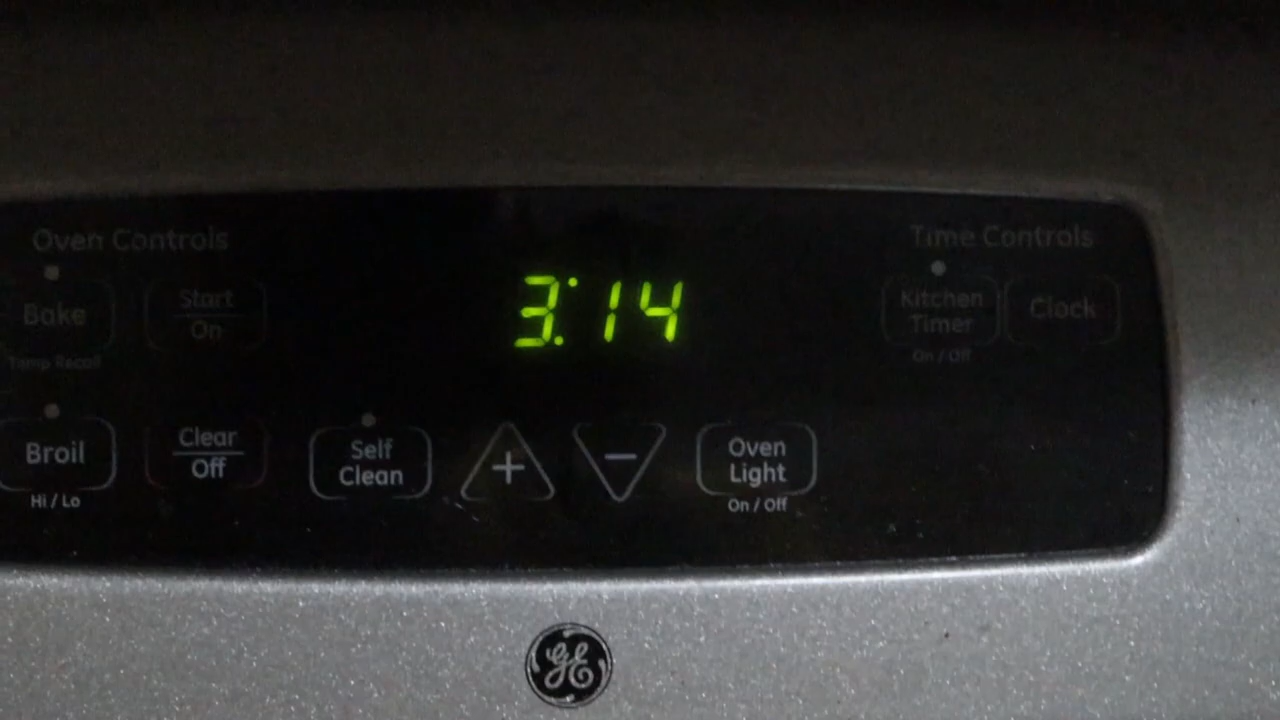 Oven Controls
Time Controls
3:14
Bake
Start
On
Kitchen
Timer
Clock
Temp Recall
On / Off
Broil
Clear
Off
Self
Clean
+
−
Oven
Light
Hi / Lo
On / Off
GE